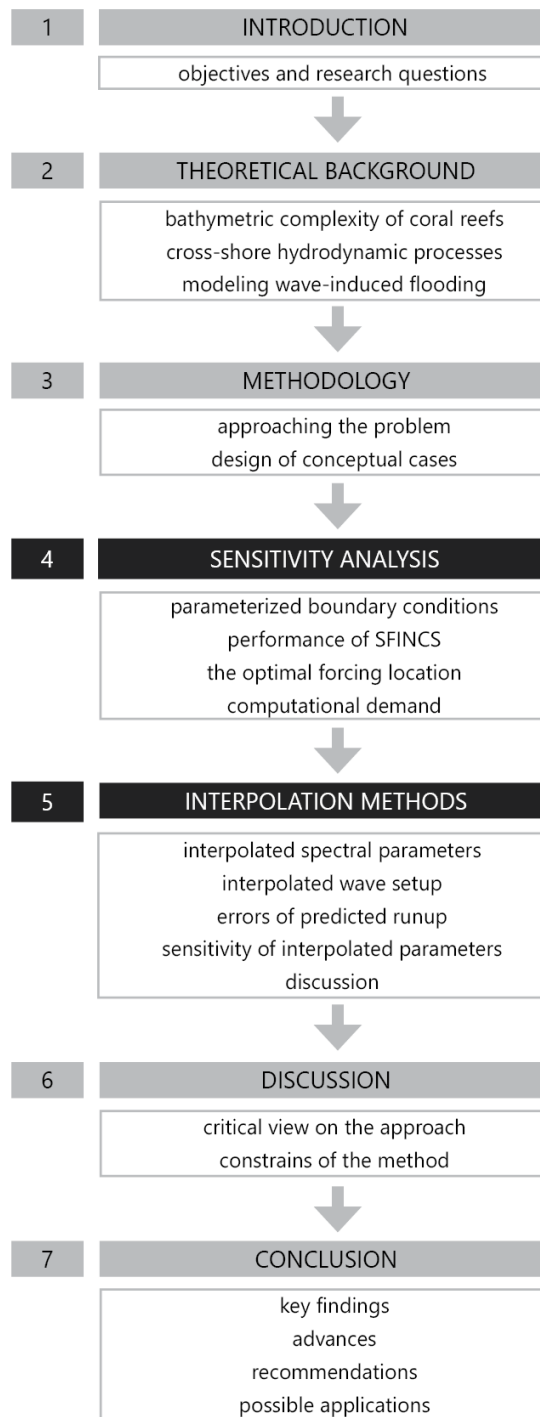 1 INTRODUCTION
objectives and research questions
2 THEORETICAL BACKGROUND
bathymetric complexity of coral reefs
cross-shore hydrodynamic processes
modeling wave-induced flooding
3 METHODOLOGY
approaching the problem
design of conceptual cases
4 SENSITIVITY ANALYSIS
parameterized boundary conditions
performance of SFINCS
the optimal forcing location
computational demand
5 INTERPOLATION METHODS
interpolated spectral parameters
interpolated wave setup
errors of predicted runup
sensitivity of interpolated parameters
discussion
6 DISCUSSION
critical view on the approach
constrains of the method
7 CONCLUSION
key findings
advances
recommendations
possible applications